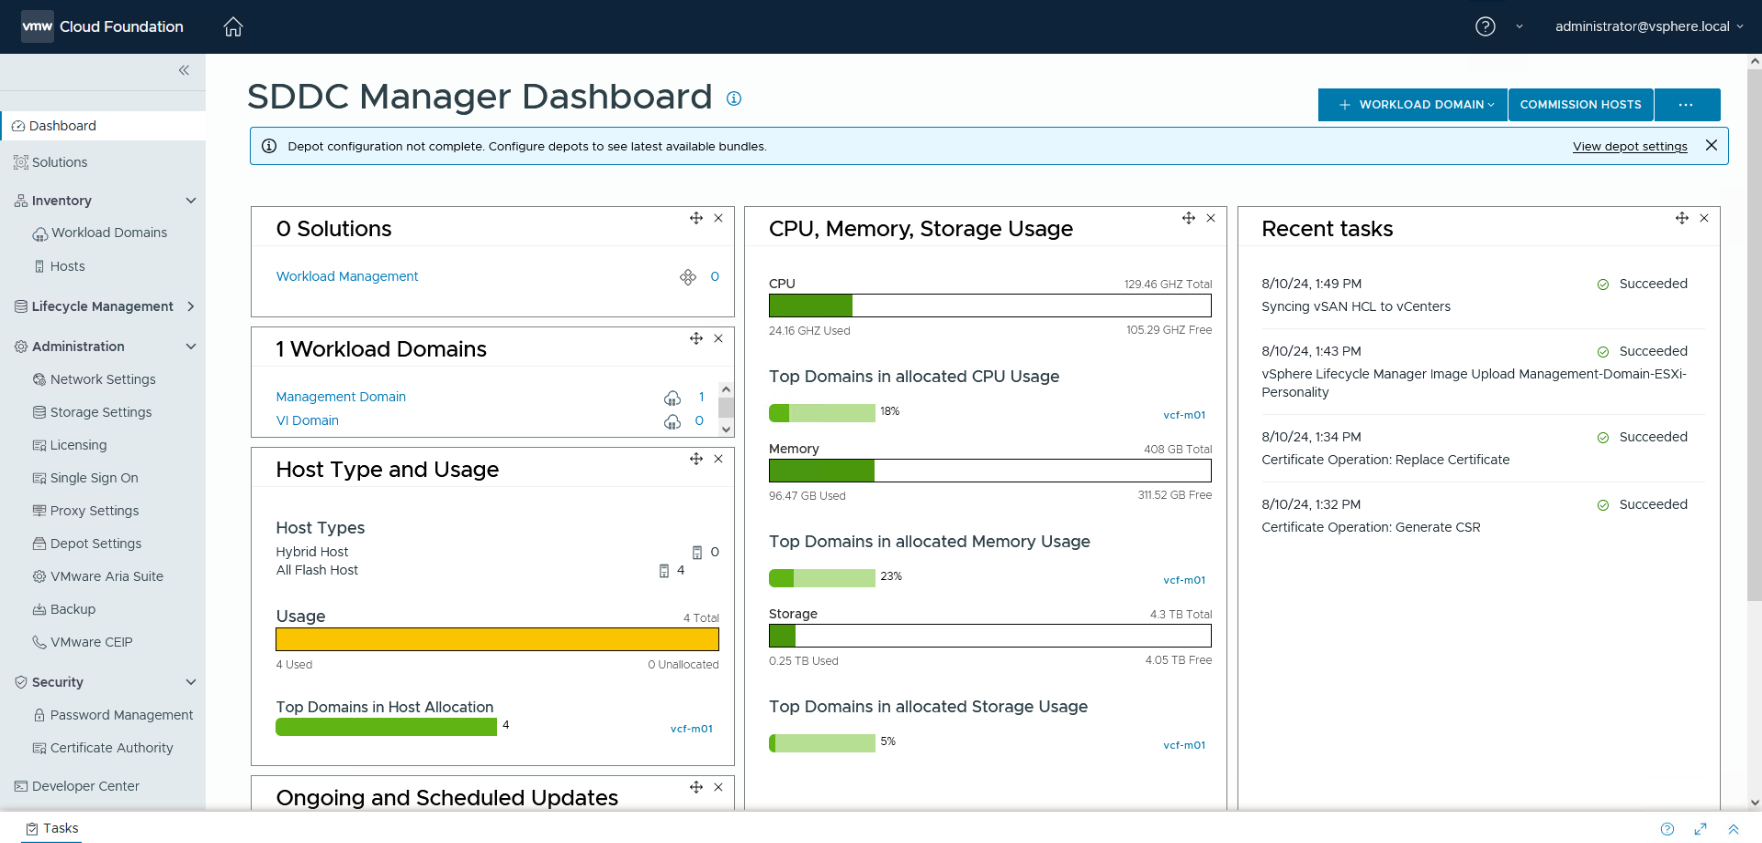 vmw Cloud Foundation
administrator@vsphere.local
Dashboard
Solutions
Inventory
Workload Domains
Hosts
Lifecycle Management
Administration
Network Settings
Storage Settings
Licensing
Single Sign On
Proxy Settings
Depot Settings
VMware Aria Suite
Backup
VMware CEIP
Security
Password Management
Certificate Authority
Developer Center
SDDC Manager Dashboard
+ WORKLOAD DOMAIN
COMMISSION HOSTS
...
Depot configuration not complete. Configure depots to see latest available bundles.
View depot settings
0 Solutions
Workload Management 0
1 Workload Domains
Management Domain 1
VI Domain 0
Host Type and Usage
Host Types
Hybrid Host 0
All Flash Host 4
Usage 4 Total
4 Used 0 Unallocated
Top Domains in Host Allocation
4 vcf-m01
Ongoing and Scheduled Updates
CPU, Memory, Storage Usage
CPU 129.46 GHZ Total
24.16 GHZ Used 105.29 GHZ Free
Top Domains in allocated CPU Usage
18% vcf-m01
Memory 408 GB Total
96.47 GB Used 311.52 GB Free
Top Domains in allocated Memory Usage
23% vcf-m01
Storage 4.3 TB Total
0.25 TB Used 4.05 TB Free
Top Domains in allocated Storage Usage
5% vcf-m01
Recent tasks
8/10/24, 1:49 PM Succeeded
Syncing vSAN HCL to vCenters
8/10/24, 1:43 PM Succeeded
vSphere Lifecycle Manager Image Upload Management-Domain-ESXi-
Personality
8/10/24, 1:34 PM Succeeded
Certificate Operation: Replace Certificate
8/10/24, 1:32 PM Succeeded
Certificate Operation: Generate CSR
Tasks